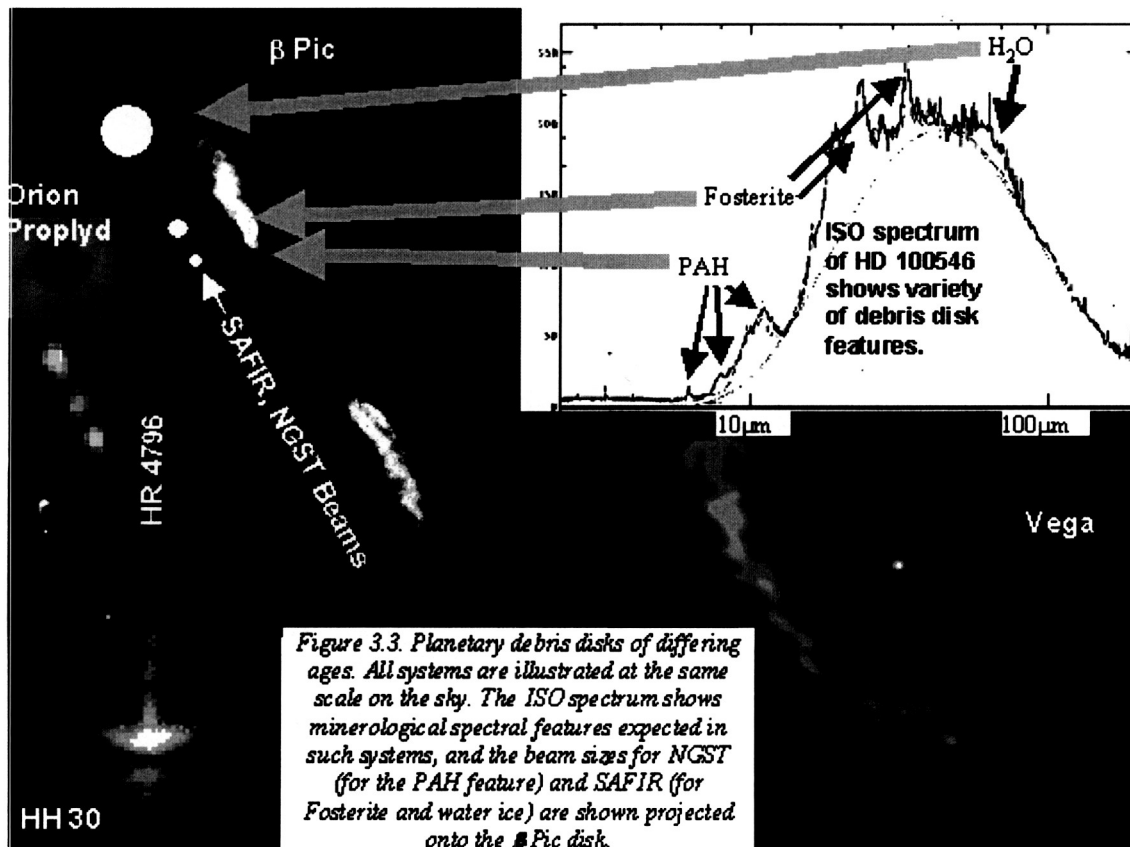 β Pic
Orion
Proplyd
SAFIR, NGST Beams
HR 4796
HH 30
Vega
H₂O
Fosterite
PAH
ISO spectrum
of HD 100546
shows variety
of debris disk
features.
50
10μm
100μm
Figure 3.3. Planetary debris disks of differing
ages. All systems are illustrated at the same
scale on the sky. The ISO spectrum shows
minerological spectral features expected in
such systems, and the beam sizes for NGST
(for the PAH feature) and SAFIR (for
Fosterite and water ice) are shown projected
onto the β Pic disk.